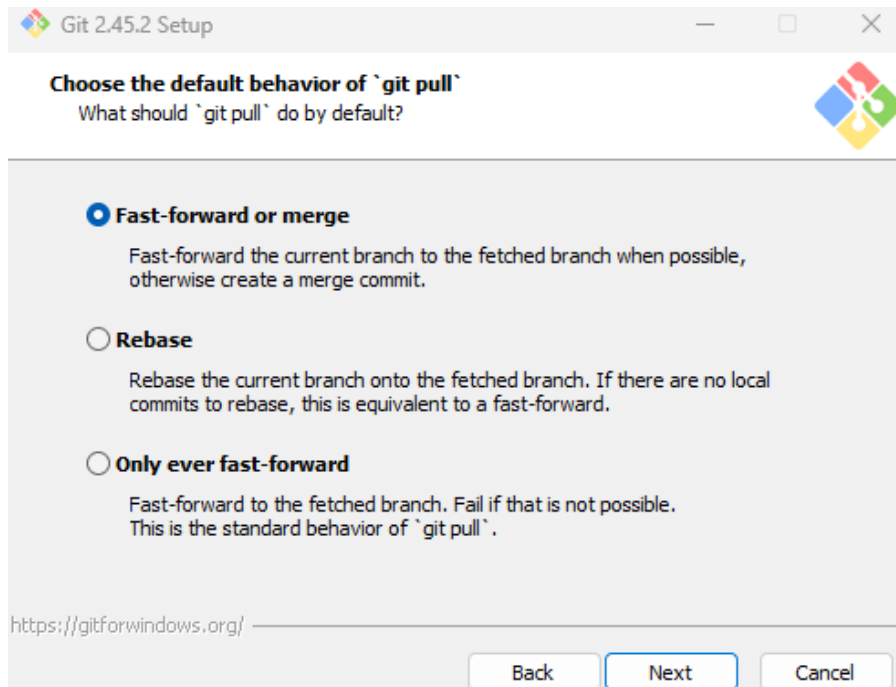 Git 2.45.2 Setup
Choose the default behavior of `git pull`
What should `git pull` do by default?
Fast-forward or merge
Fast-forward the current branch to the fetched branch when possible,
otherwise create a merge commit.
Rebase
Rebase the current branch onto the fetched branch. If there are no local
commits to rebase, this is equivalent to a fast-forward.
Only ever fast-forward
Fast-forward to the fetched branch. Fail if that is not possible.
This is the standard behavior of `git pull`.
https://gitforwindows.org/
Back Next Cancel